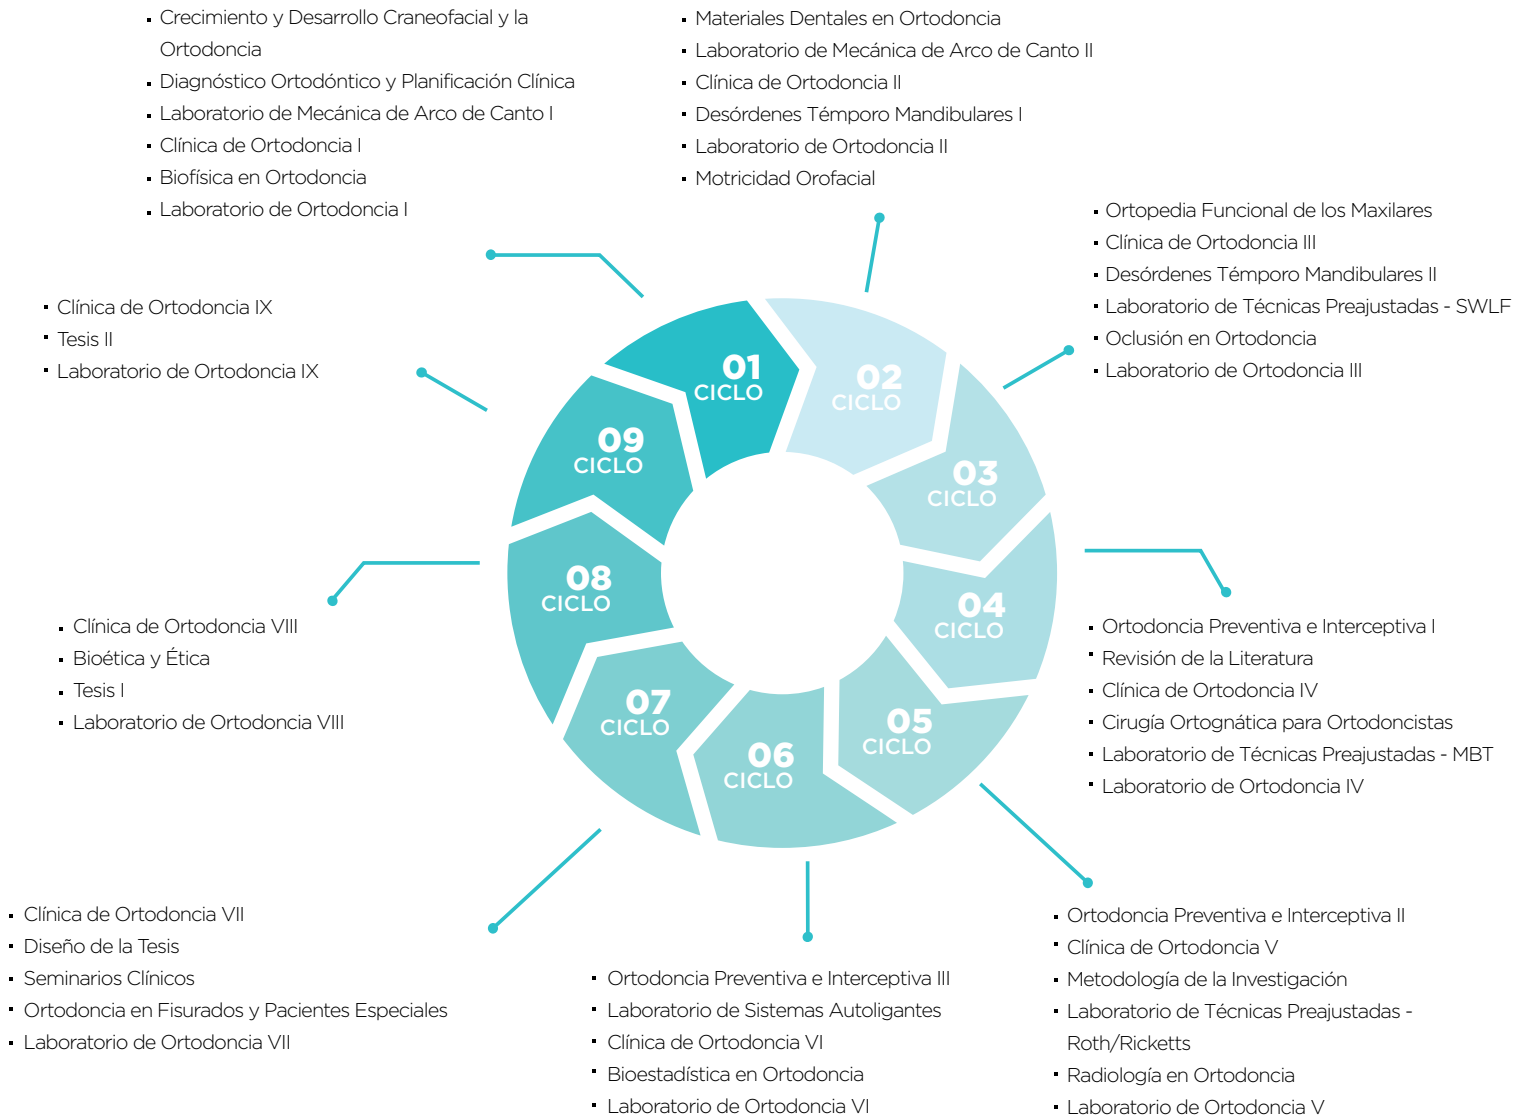 Crecimiento y Desarrollo Craneofacial y la
Ortodoncia
Diagnóstico Ortodóntico y Planificación Clínica
Laboratorio de Mecánica de Arco de Canto I
Clínica de Ortodoncia I
Biofísica en Ortodoncia
Laboratorio de Ortodoncia I
Materiales Dentales en Ortodoncia
Laboratorio de Mecánica de Arco de Canto II
Clínica de Ortodoncia II
Desórdenes Témporo Mandibulares I
Laboratorio de Ortodoncia II
Motricidad Orofacial
Ortopedia Funcional de los Maxilares
Clínica de Ortodoncia III
Desórdenes Témporo Mandibulares II
Laboratorio de Técnicas Preajustadas - SWLF
Oclusión en Ortodoncia
Laboratorio de Ortodoncia III
Clínica de Ortodoncia IX
Tesis II
Laboratorio de Ortodoncia IX
01
CICLO
02
CICLO
03
CICLO
04
CICLO
05
CICLO
06
CICLO
07
CICLO
08
CICLO
09
CICLO
Ortodoncia Preventiva e Interceptiva I
Revisión de la Literatura
Clínica de Ortodoncia IV
Cirugía Ortognática para Ortodoncistas
Laboratorio de Técnicas Preajustadas - MBT
Laboratorio de Ortodoncia IV
Clínica de Ortodoncia VIII
Bioética y Ética
Tesis I
Laboratorio de Ortodoncia VIII
Clínica de Ortodoncia VII
Diseño de la Tesis
Seminarios Clínicos
Ortodoncia en Fisurados y Pacientes Especiales
Laboratorio de Ortodoncia VII
Ortodoncia Preventiva e Interceptiva III
Laboratorio de Sistemas Autoligantes
Clínica de Ortodoncia VI
Bioestadística en Ortodoncia
Laboratorio de Ortodoncia VI
Ortodoncia Preventiva e Interceptiva II
Clínica de Ortodoncia V
Metodología de la Investigación
Laboratorio de Técnicas Preajustadas -
Roth/Ricketts
Radiología en Ortodoncia
Laboratorio de Ortodoncia V